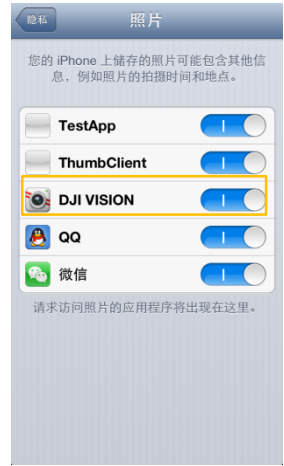 隐私
照片
您的 iPhone 上储存的照片可能包含其他信
息，例如照片的拍摄时间和地点。
TestApp
ThumbClient
DJI VISION
QQ
微信
请求访问照片的应用程序将出现在这里。